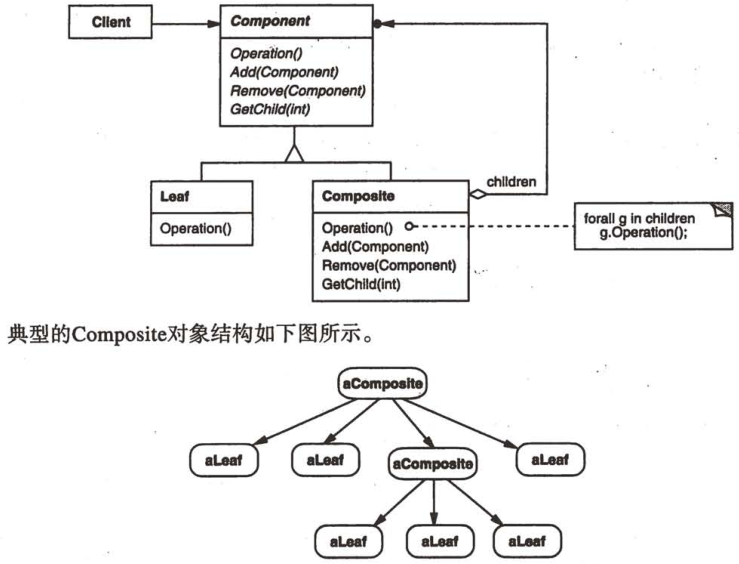 Client
Component
Operation()
Add(Component)
Remove(Component)
GetChild(int)
children
Leaf
Operation()
Composite
Operation()
Add(Component)
Remove(Component)
GetChild(int)
forall g in children
g.Operation();
典型的Composite对象结构如下图所示。
aComposite
aLeaf
aLeaf
aComposite
aLeaf
aLeaf
aLeaf
aLeaf